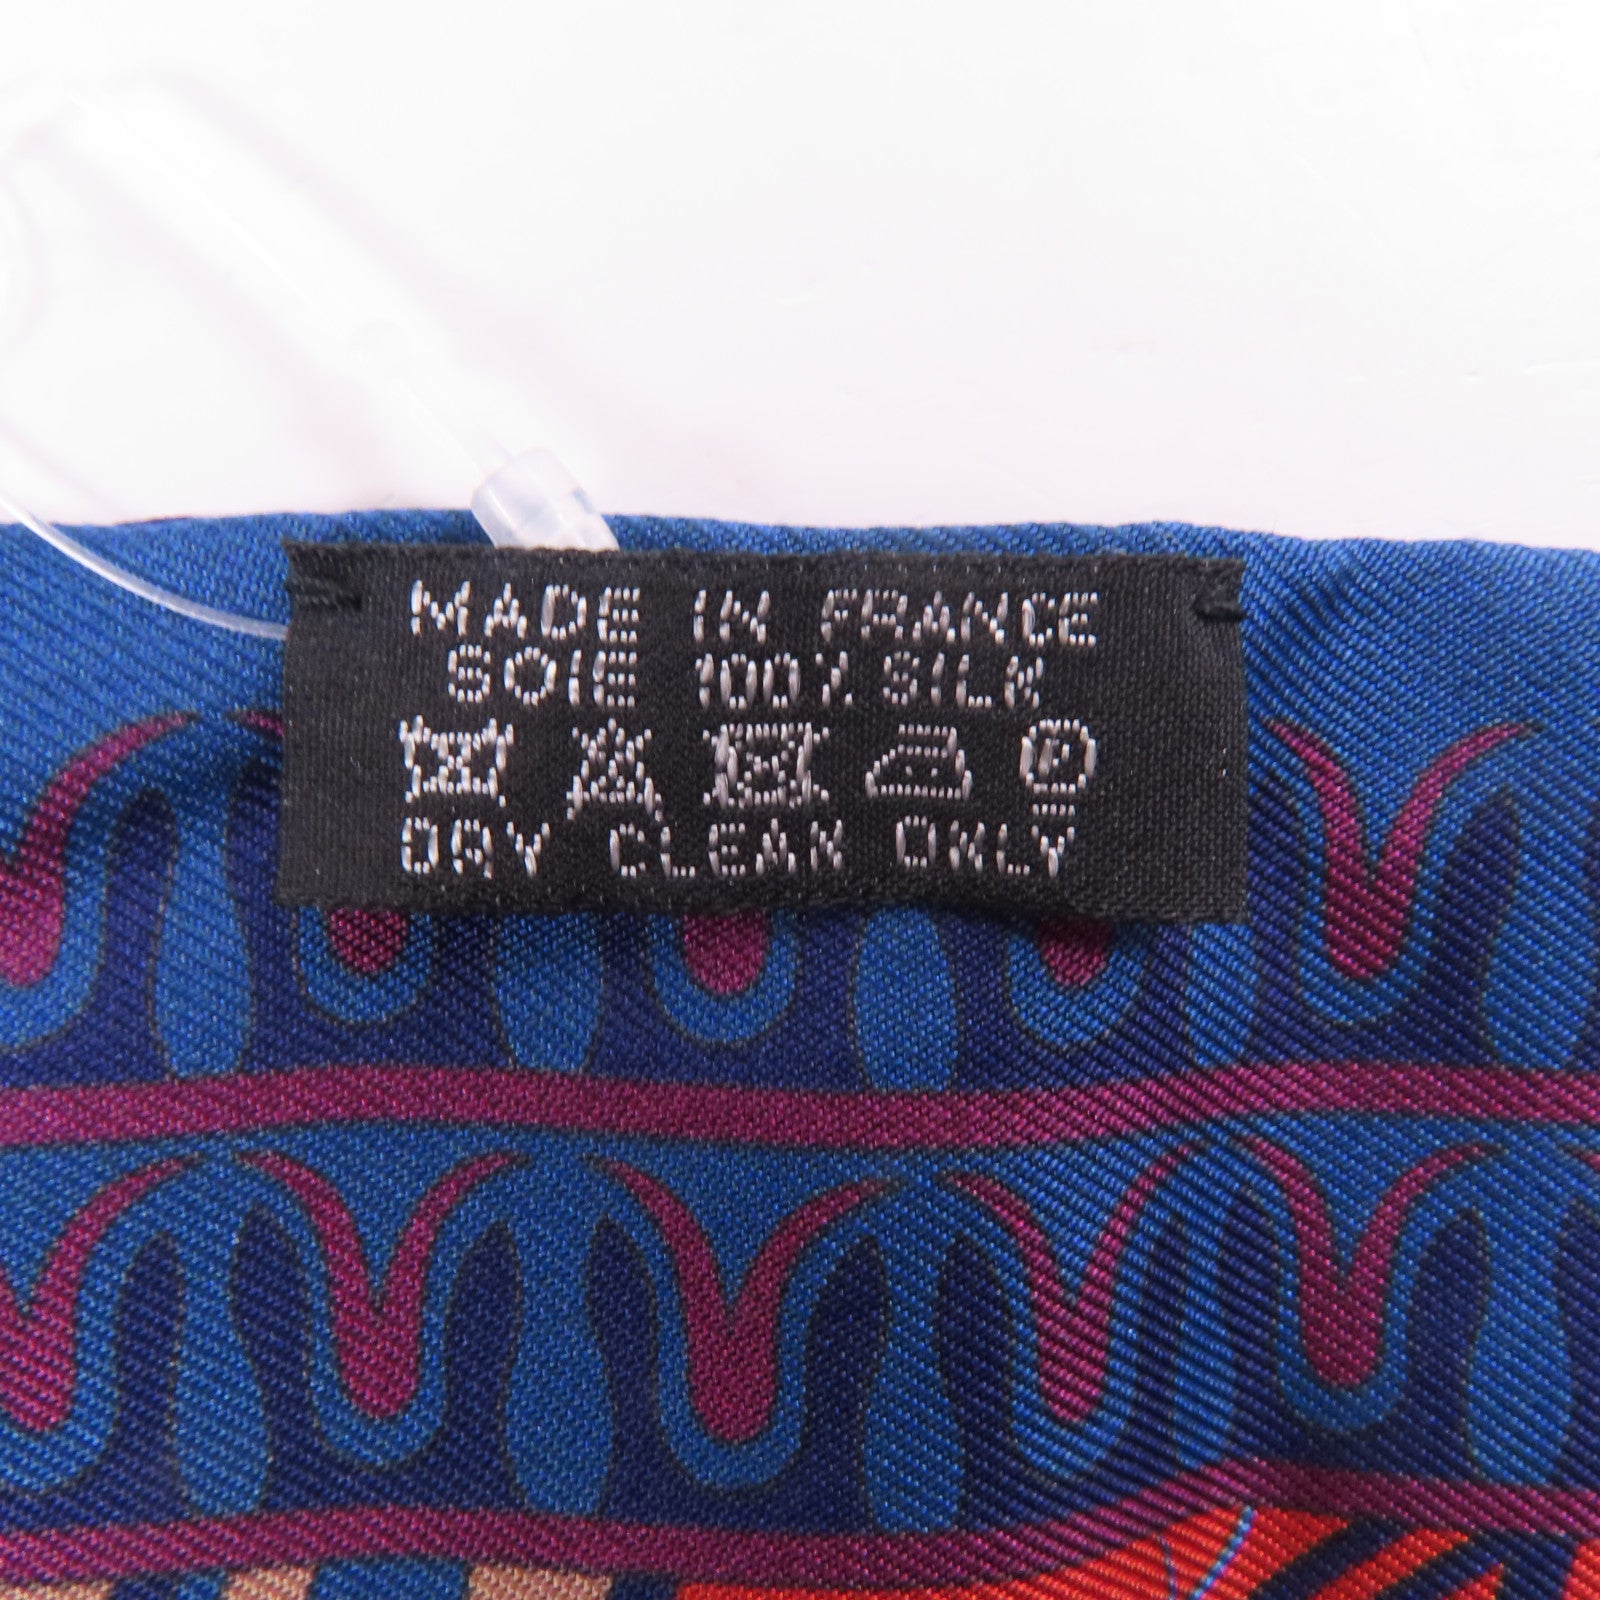 MADE IN FRANCE
SOIE 100% SILK
P
DRY CLEAN ONLY